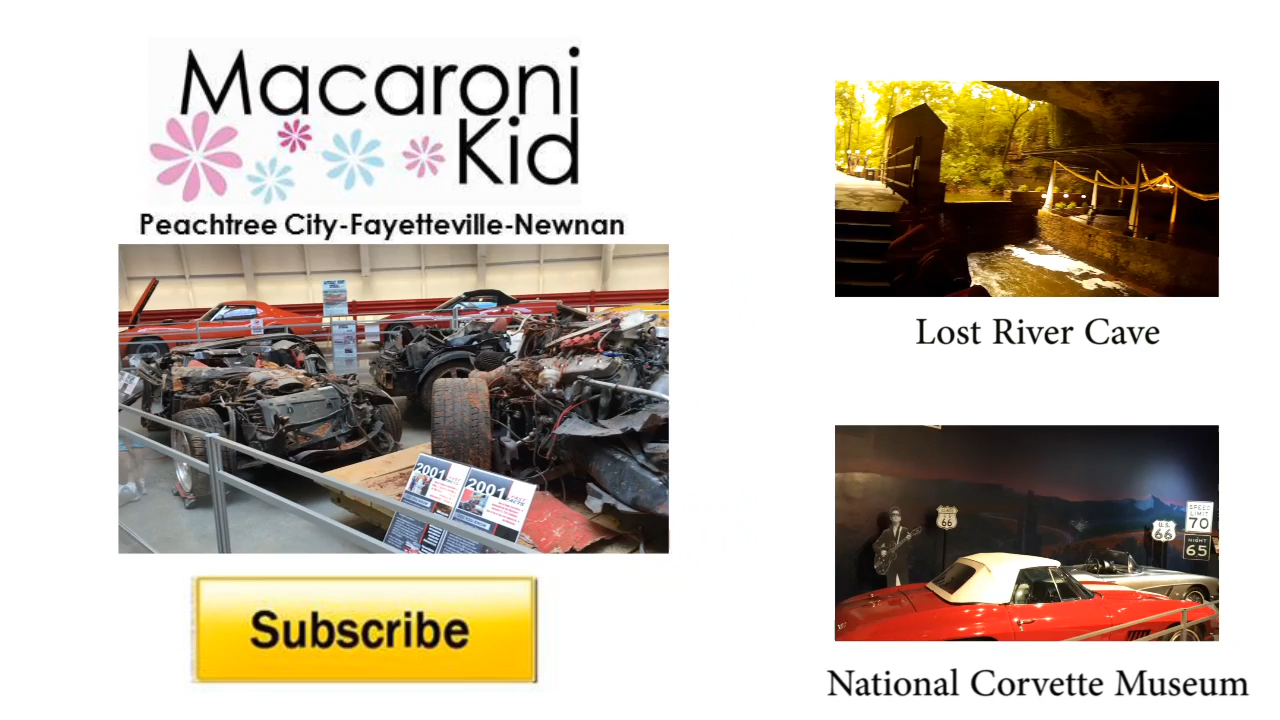 Macaroni
Kid
Peachtree City-Fayetteville-Newnan
2001
2001
Subscribe
Lost River Cave
U.S.
66
U.S.
66
SPEED
LIMIT
70
NIGHT
65
National Corvette Museum